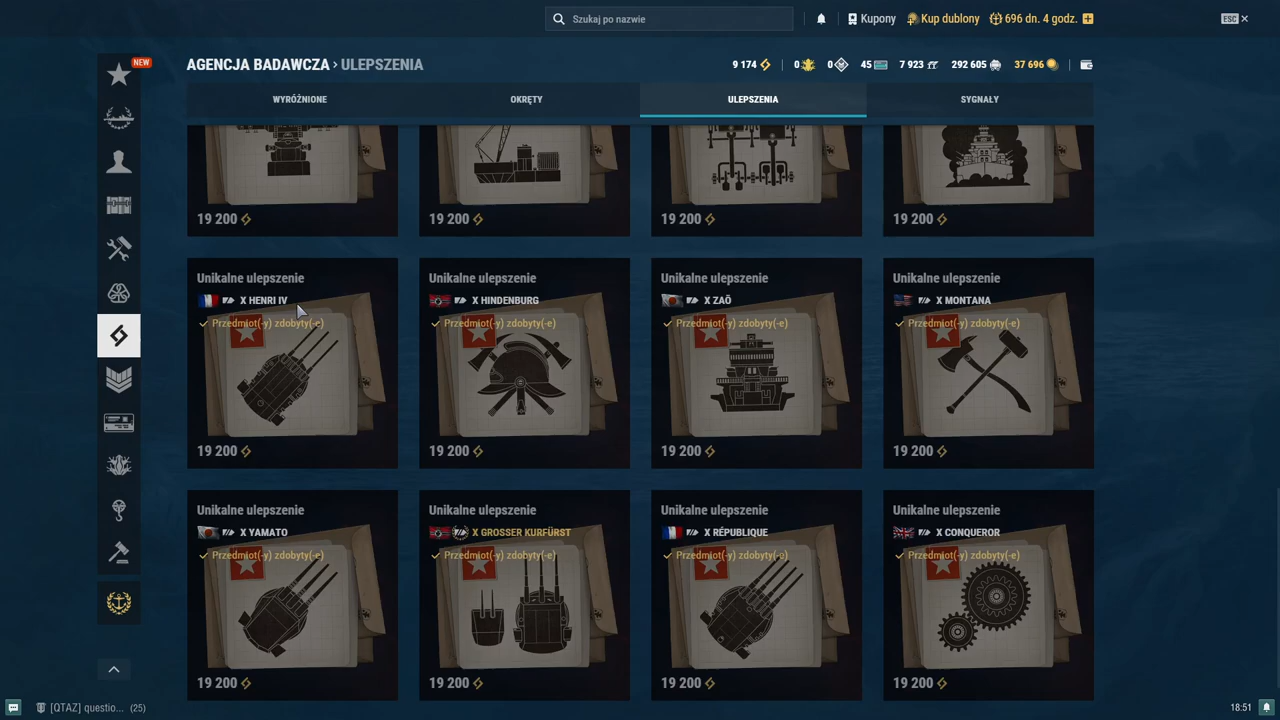 Szukaj po nazwie
Kupony
Kup dublony
696 dn. 4 godz.
ESC
NEW
AGENCJA BADAWCZA > ULEPSZENIA
9 174
0
0
45
7 923
292 605
37 696
WYRÓŻNIONE
OKRĘTY
ULEPSZENIA
SYGNAŁY
19 200
19 200
19 200
19 200
Unikalne ulepszenie
X HENRI IV
Przedmiot(-y) zdobyty(-e)
19 200
Unikalne ulepszenie
X HINDENBURG
Przedmiot(-y) zdobyty(-e)
19 200
Unikalne ulepszenie
X ZAŌ
Przedmiot(-y) zdobyty(-e)
19 200
Unikalne ulepszenie
X MONTANA
Przedmiot(-y) zdobyty(-e)
19 200
Unikalne ulepszenie
X YAMATO
Przedmiot(-y) zdobyty(-e)
19 200
Unikalne ulepszenie
X GROSSER KURFÜRST
Przedmiot(-y) zdobyty(-e)
19 200
Unikalne ulepszenie
X RÉPUBLIQUE
Przedmiot(-y) zdobyty(-e)
19 200
Unikalne ulepszenie
X CONQUEROR
Przedmiot(-y) zdobyty(-e)
19 200
[QTAZ] questio... (25)
18:51